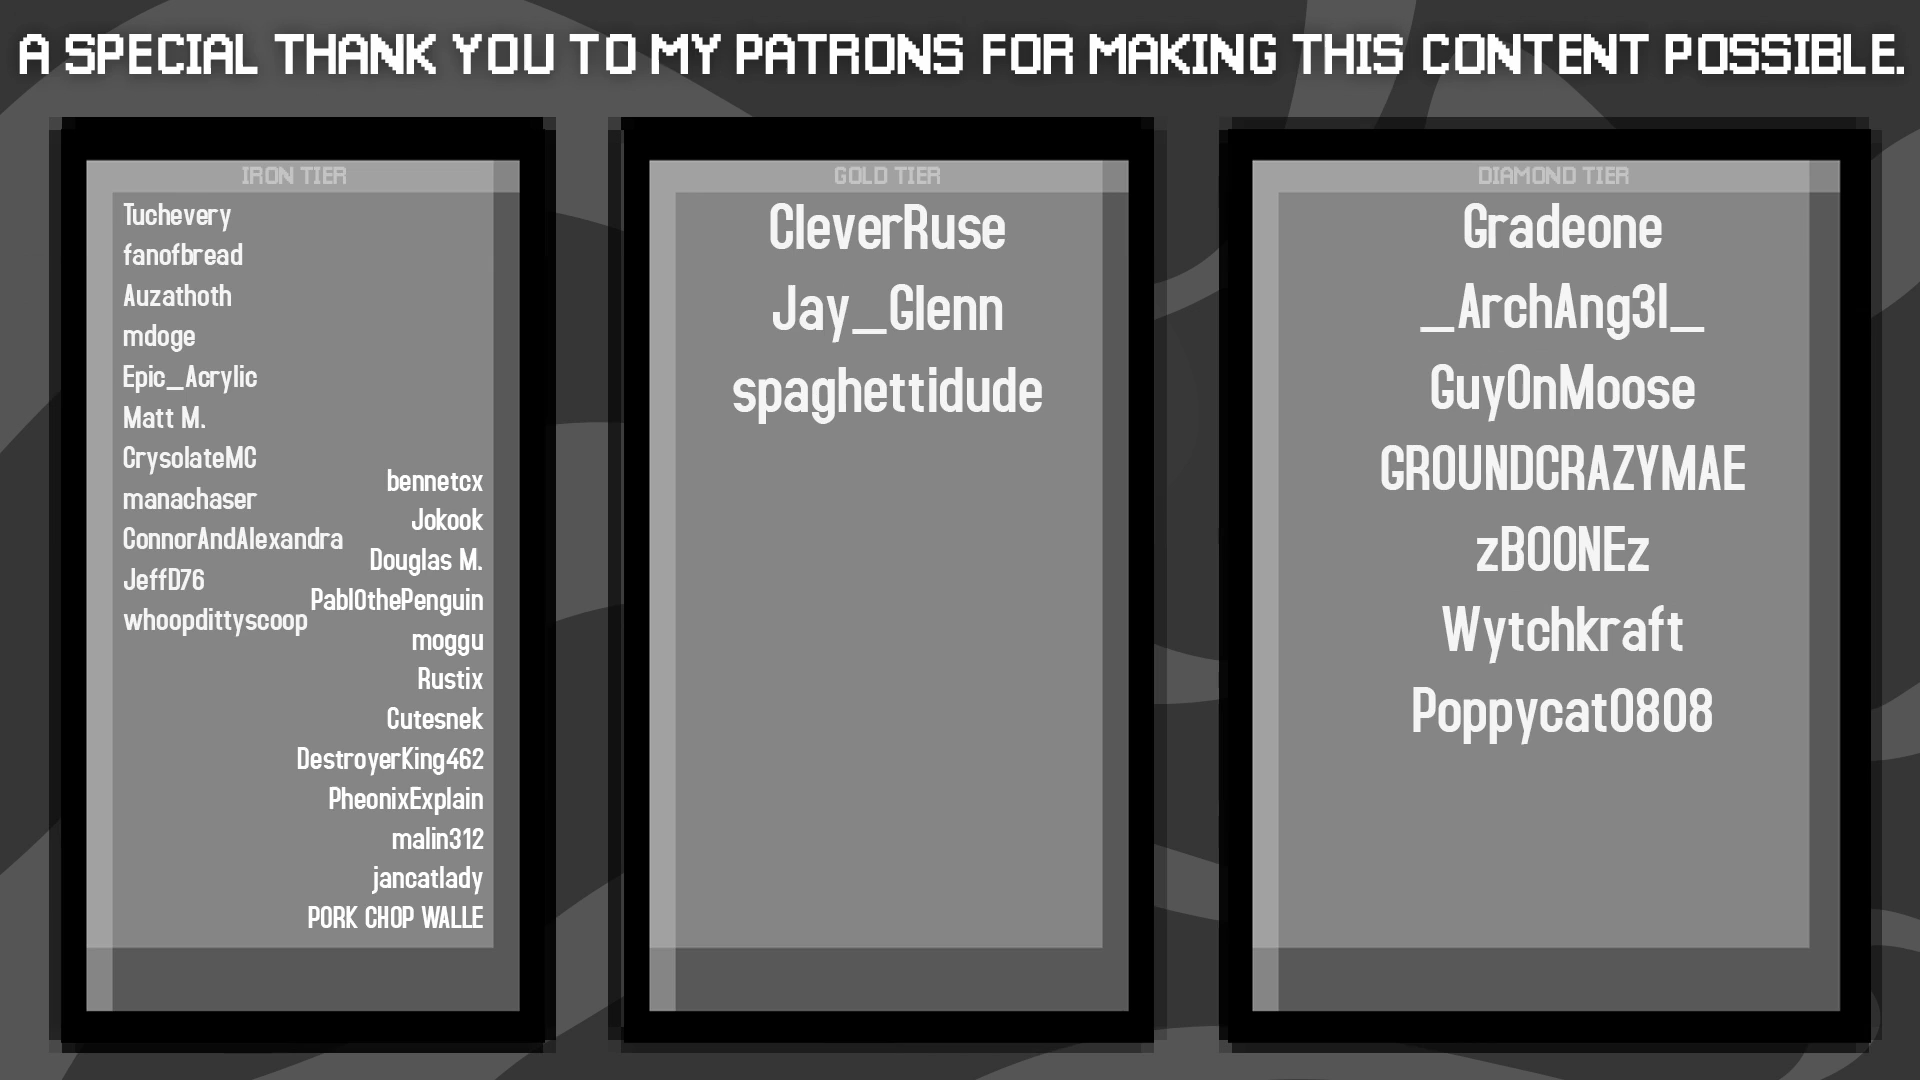 A SPECIAL THANK YOU TO MY PATRONS FOR MAKING THIS CONTENT POSSIBLE.
IRON TIER
Tuchevery
fanofbread
Auzathoth
mdoge
Epic_Acrylic
Matt M.
CrysolateMC
manachaser
ConnorAndAlexandra
JeffD76
whoopdittyscoop
bennetcx
Jokook
Douglas M.
Pabl0thePenguin
moggu
Rustix
Cutesnek
DestroyerKing462
PheonixExplain
malin312
jancatlady
PORK CHOP WALLE
GOLD TIER
CleverRuse
Jay_Glenn
spaghettidude
DIAMOND TIER
Gradeone
_ArchAng3l_
GuyOnMoose
GROUNDCRAZYMAE
zBOONEz
Wytchkraft
Poppycat0808